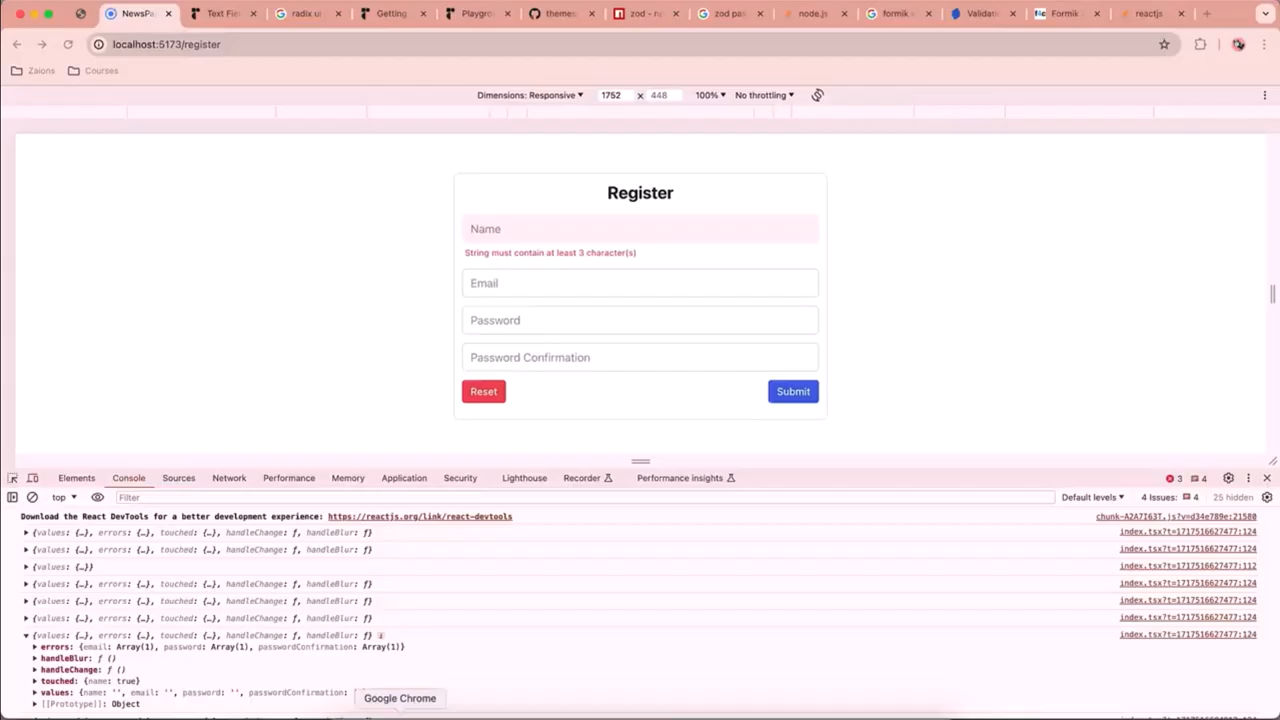 NewsPa
Text Fie
radix u
Getting
Playgro
themes
zod - n
zod pas
node.js
formik
Validati
Formik
reactjs
localhost:5173/register
Zaions Courses
Dimensions: Responsive 1752 x 448 100% No throttling
Register
Name
String must contain at least 3 character(s)
Email
Password
Password Confirmation
Reset Submit
Elements Console Sources Network Performance Memory Application Security Lighthouse Recorder Performance insights 3 4
top Filter Default levels 4 Issues: 4 25 hidden
Download the React DevTools for a better development experience: https://reactjs.org/link/react-devtools chunk-A2A7I63T.js?v=d34e789e:21580
{values: {…}, errors: {…}, touched: {…}, handleChange: ƒ, handleBlur: ƒ} index.tsx?t=1717516627477:124
{values: {…}, errors: {…}, touched: {…}, handleChange: ƒ, handleBlur: ƒ} index.tsx?t=1717516627477:124
{values: {…}} index.tsx?t=1717516627477:112
{values: {…}, errors: {…}, touched: {…}, handleChange: ƒ, handleBlur: ƒ} index.tsx?t=1717516627477:124
{values: {…}, errors: {…}, touched: {…}, handleChange: ƒ, handleBlur: ƒ} index.tsx?t=1717516627477:124
{values: {…}, errors: {…}, touched: {…}, handleChange: ƒ, handleBlur: ƒ} index.tsx?t=1717516627477:124
{values: {…}, errors: {…}, touched: {…}, handleChange: ƒ, handleBlur: ƒ} index.tsx?t=1717516627477:124
errors: {email: Array(1), password: Array(1), passwordConfirmation: Array(1)}
handleBlur: ƒ ()
handleChange: ƒ ()
touched: {name: true}
values: {name: '', email: '', password: '', passwordConfirmation:
Google Chrome
[[Prototype]]: Object